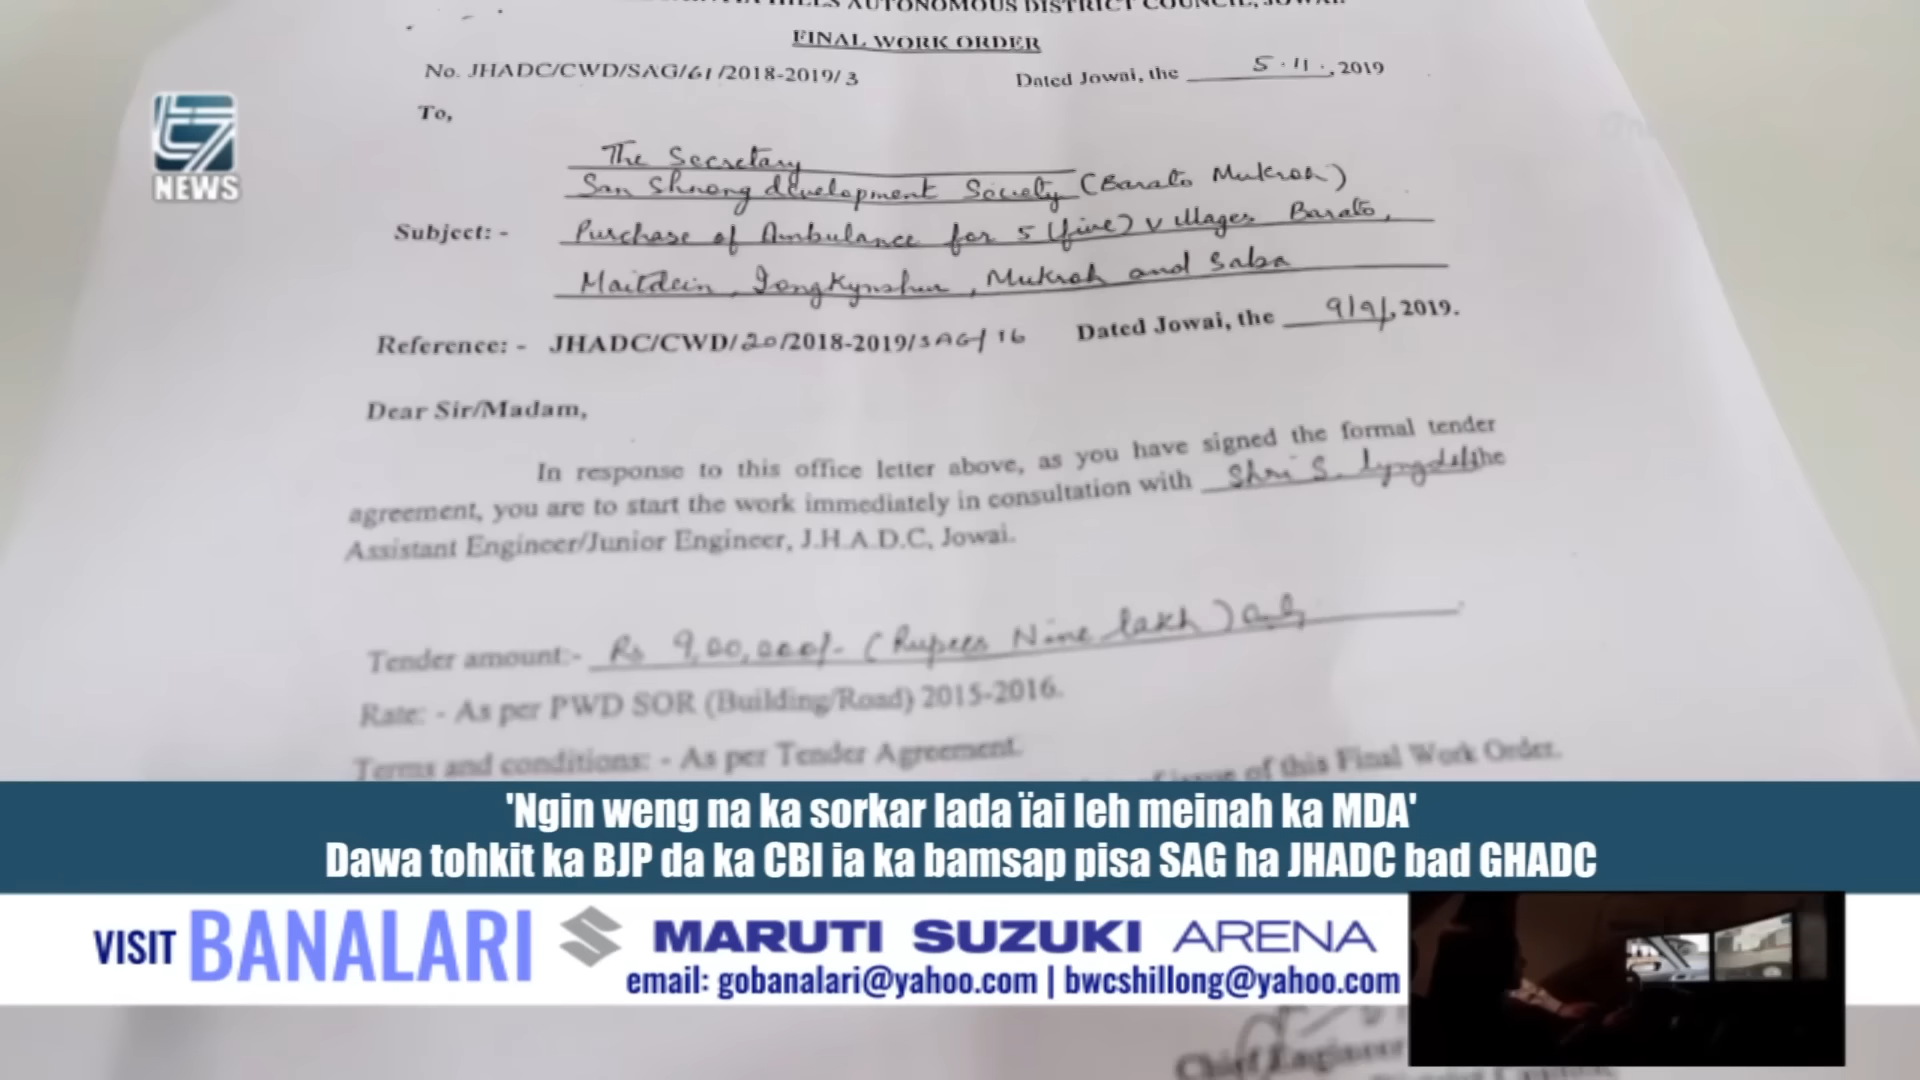 HILLS AUTONOMOUS DISTRICT COUNCIL, JOWAI.
FINAL WORK ORDER
No. JHADC/CWD/SAG/61/2018-2019/3 Dated Jowai, the 5.11., 2019
To,
The Secretary
San Shnong development Society (Barato Mukroh)
Subject: - Purchase of Ambulance for 5 (five) villages Barato,
Maitdein, IongKynshur, Mukroh and Saba
Reference: - JHADC/CWD/20/2018-2019/SAG/16 Dated Jowai, the 9/9/, 2019.
Dear Sir/Madam,
In response to this office letter above, as you have signed the formal tender
agreement, you are to start the work immediately in consultation with Shri S. Lyngdoh the
Assistant Engineer/Junior Engineer, J.H.A.D.C, Jowai.
Tender amount:- Rs 9,00,000/- (Rupees Nine lakh) only
Rate: - As per PWD SOR (Building/Road) 2015-2016.
Terms and conditions: - As per Tender Agreement.
of issue of this Final Work Order.
T7
NEWS
'Ngin weng na ka sorkar lada ïai leh meinah ka MDA'
Dawa tohkit ka BJP da ka CBI ia ka bamsap pisa SAG ha JHADC bad GHADC
VISIT BANALARI MARUTI SUZUKI ARENA
email: gobanalari@yahoo.com | bwcshillong@yahoo.com
Chief Engineer